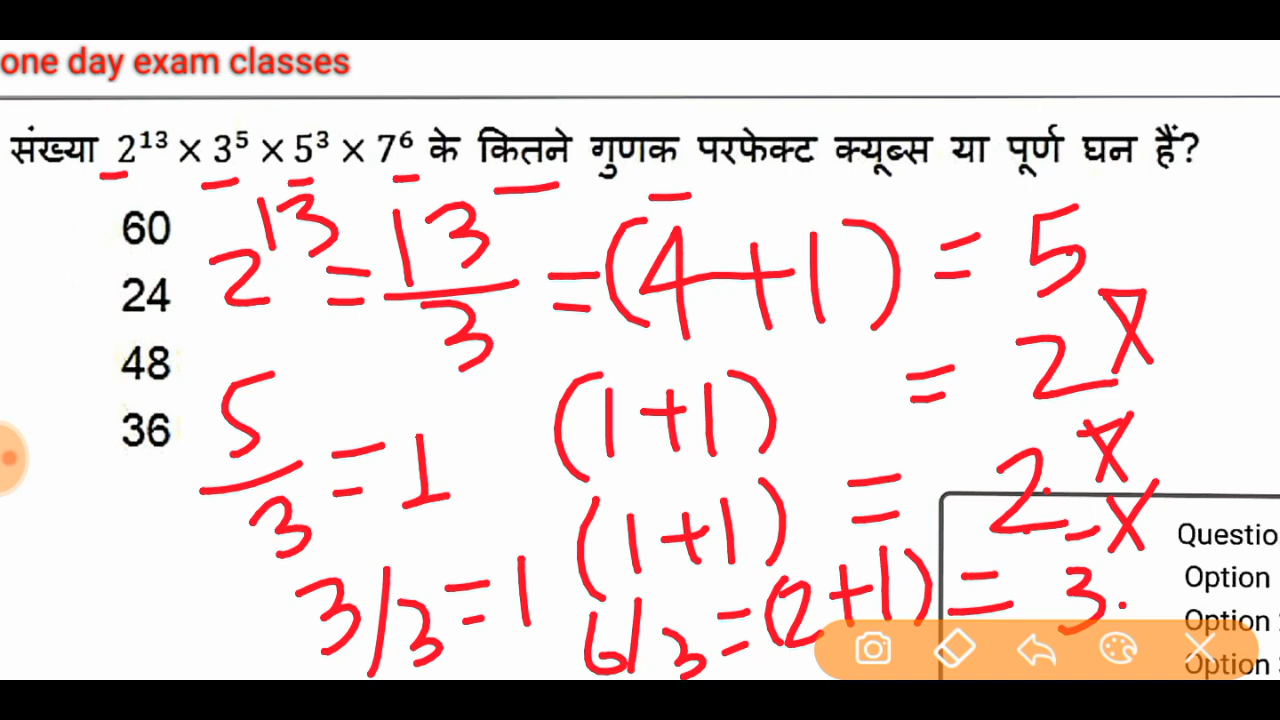 one day exam classes
संख्या 2¹³ × 3⁵ × 5³ × 7⁶ के कितने गुणक परफेक्ट क्यूब्स या पूर्ण घन हैं?
60
24
48
36
2¹³ = 13/3 = (4+1) = 5
5/3 = 1 (1+1) = 2 x
3/3 = 1 (1+1) = 2 x
6/3 = (2+1) = 3
Questio
Option
Option
Option